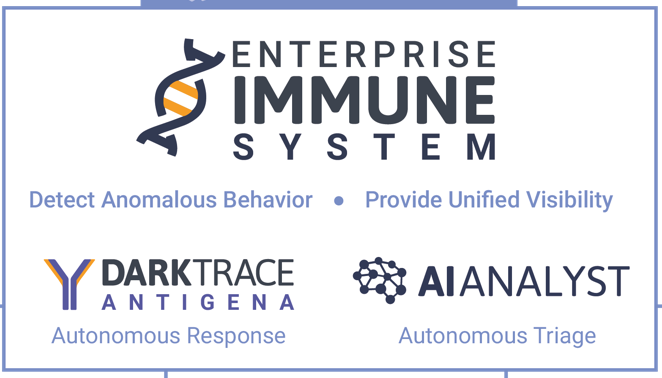 ENTERPRISE
IMMUNE
SYSTEM
Detect Anomalous Behavior • Provide Unified Visibility
DARKTRACE
ANTIGENA
Autonomous Response
AI ANALYST
Autonomous Triage